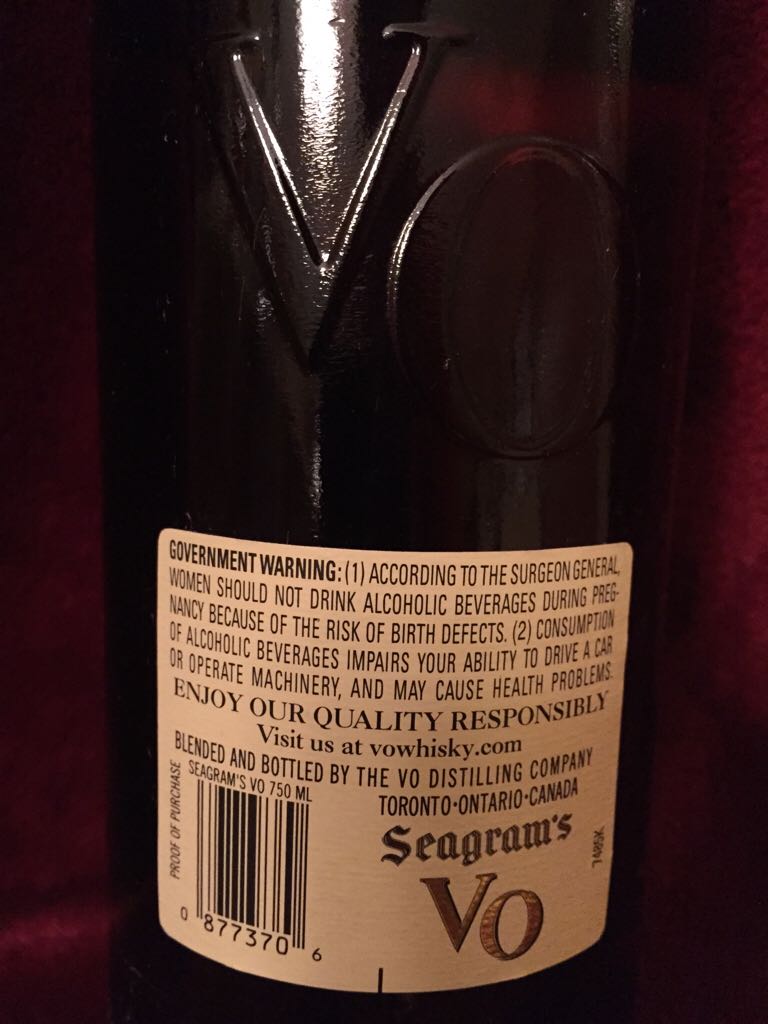 VO
GOVERNMENT WARNING: (1) ACCORDING TO THE SURGEON GENERAL,
WOMEN SHOULD NOT DRINK ALCOHOLIC BEVERAGES DURING PREG-
NANCY BECAUSE OF THE RISK OF BIRTH DEFECTS. (2) CONSUMPTION
OF ALCOHOLIC BEVERAGES IMPAIRS YOUR ABILITY TO DRIVE A CAR
OR OPERATE MACHINERY, AND MAY CAUSE HEALTH PROBLEMS.
ENJOY OUR QUALITY RESPONSIBLY
Visit us at vowhisky.com
BLENDED AND BOTTLED BY THE VO DISTILLING COMPANY
TORONTO·ONTARIO·CANADA
SEAGRAM'S VO 750 ML
PROOF OF PURCHASE
0 877370 6
Seagram's
VO
7485K